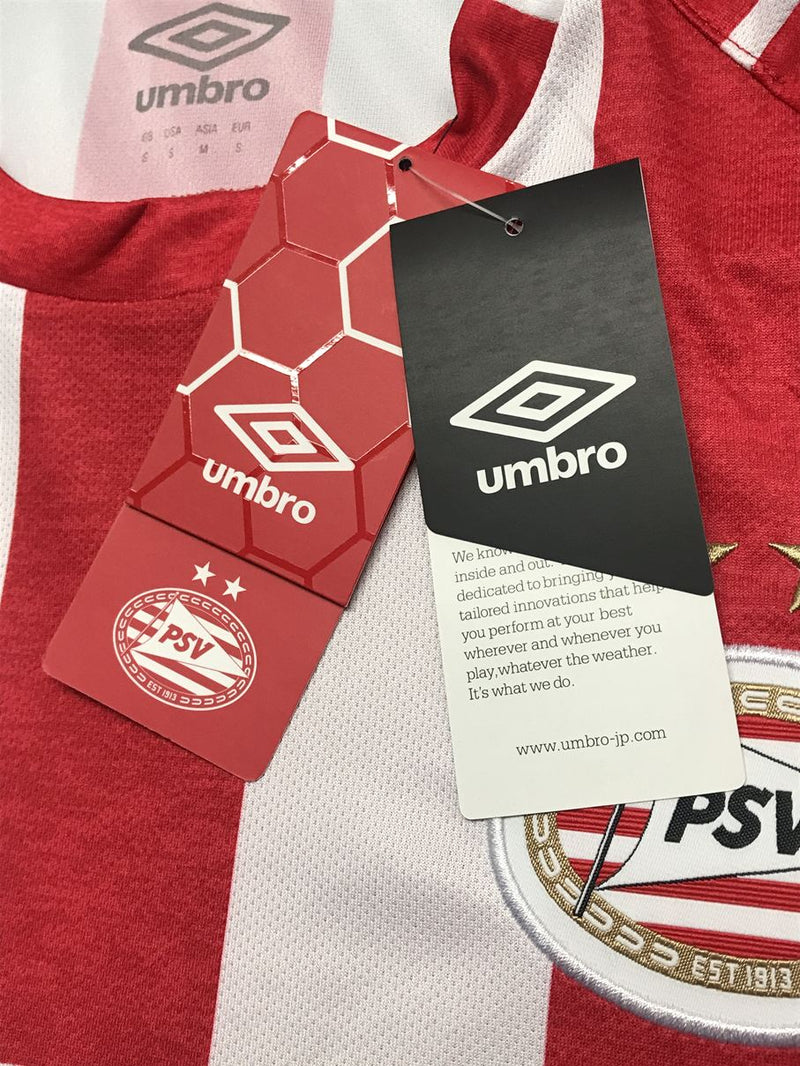 umbro
GB USA ASIA EUR
S S M S
umbro
PSV
EST 1913
umbro
We know
inside and out.
dedicated to bringing
tailored innovations that help
you perform at your best
wherever and whenever you
play,whatever the weather.
It's what we do.
www.umbro-jp.com
PSV
EST 1913